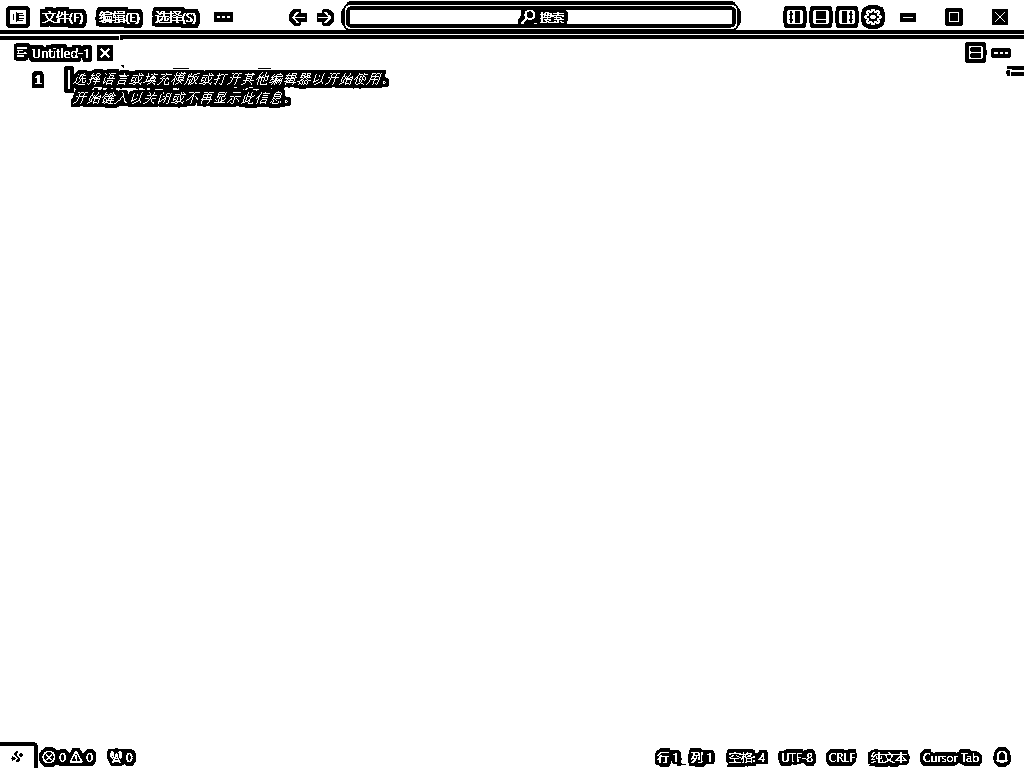 文件(F) 编辑(E) 选择(S) 搜索
Untitled-1
1 选择语言或填充模版或打开其他编辑器以开始使用.
开始键入以关闭或不再显示此信息.
0 0 0 行 1, 列 1 空格: 4 UTF-8 CRLF 纯文本 Cursor Tab